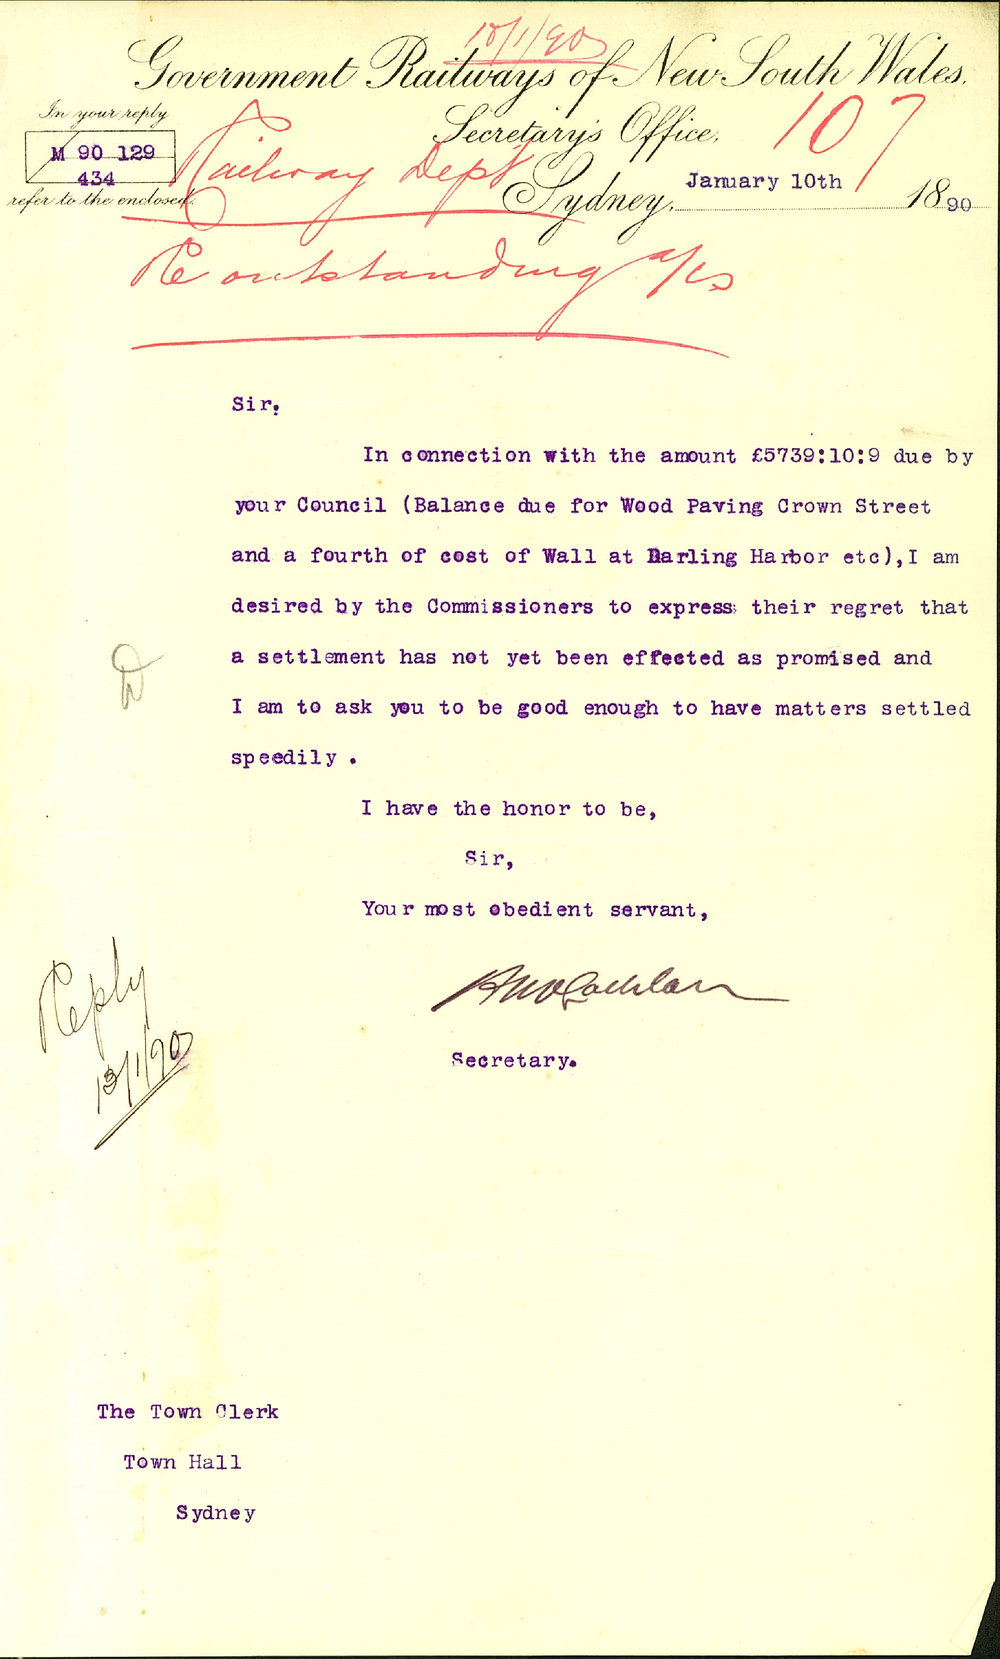 10/1/90
Government Railways of New South Wales.
In your reply
M 90 129
434
refer to the enclosed.
Secretary's Office,
107
Railway Dept
Sydney, January 10th 1890
Re outstanding a/cs
Sir:
In connection with the amount £5739:10:9 due by
your Council (Balance due for Wood Paving Crown Street
and a fourth of cost of Wall at Darling Harbor etc), I am
desired by the Commissioners to express their regret that
a settlement has not yet been effected as promised and
I am to ask you to be good enough to have matters settled
speedily .
I have the honor to be,
Sir,
Your most obedient servant,
H McLachlan
Secretary.
Reply
13/1/90
The Town Clerk
Town Hall
Sydney